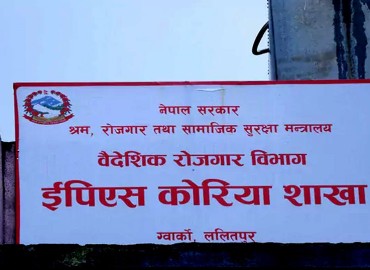 नेपाल सरकार
श्रम, रोजगार तथा सामाजिक सुरक्षा मन्त्रालय
वैदेशिक रोजगार विभाग
ईपिएस कोरिया शाखा
ग्वार्को, ललितपुर